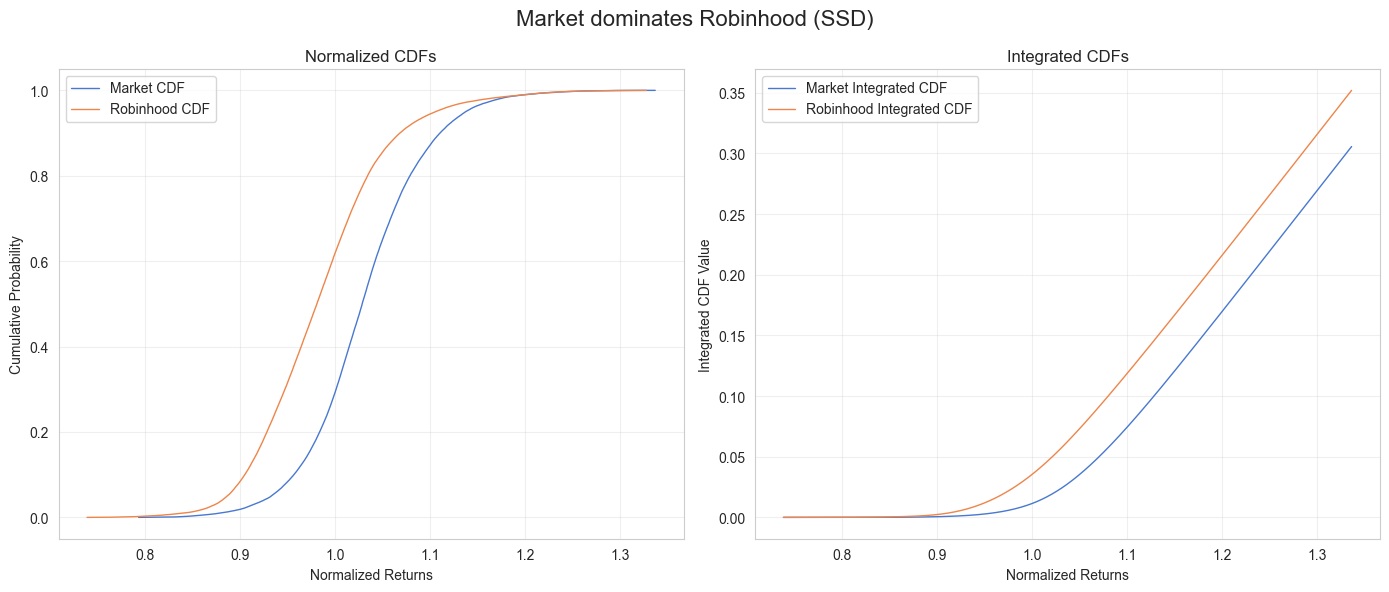 Market dominates Robinhood (SSD)
Normalized CDFs
Market CDF
Robinhood CDF
1.0
0.8
0.6
0.4
0.2
0.0
Cumulative Probability
0.8 0.9 1.0 1.1 1.2 1.3
Normalized Returns
Integrated CDFs
Market Integrated CDF
Robinhood Integrated CDF
0.35
0.30
0.25
0.20
0.15
0.10
0.05
0.00
Integrated CDF Value
0.8 0.9 1.0 1.1 1.2 1.3
Normalized Returns